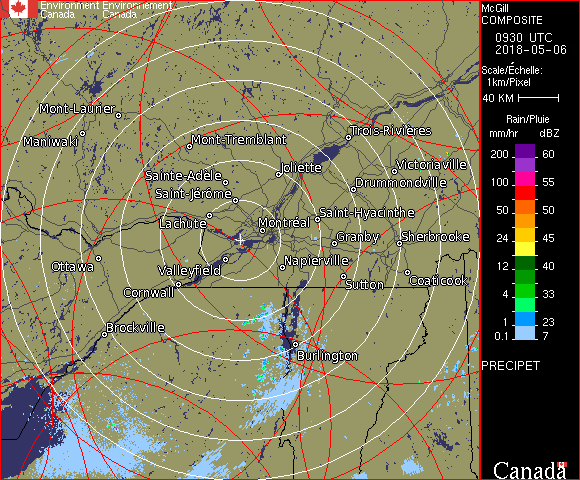 Environment Environnement
Canada Canada
McGill
COMPOSITE
0930 UTC
2018-05-06
Scale/Échelle:
1km/Pixel
40 KM
Rain/Pluie
mm/hr dBZ
200 60
100 55
50 50
24 45
12 40
4 33
1 23
0.1 7
PRECIPET
Canada
Mont-Laurier
Maniwaki
Mont-Tremblant
Trois-Rivières
Joliette
Victoriaville
Sainte-Adèle
Drummondville
Saint-Jérôme
Lachute
Saint-Hyacinthe
Montréal
Granby
Sherbrooke
Ottawa
Valleyfield
Napierville
Cornwall
Sutton
Coaticook
Brockville
Burlington